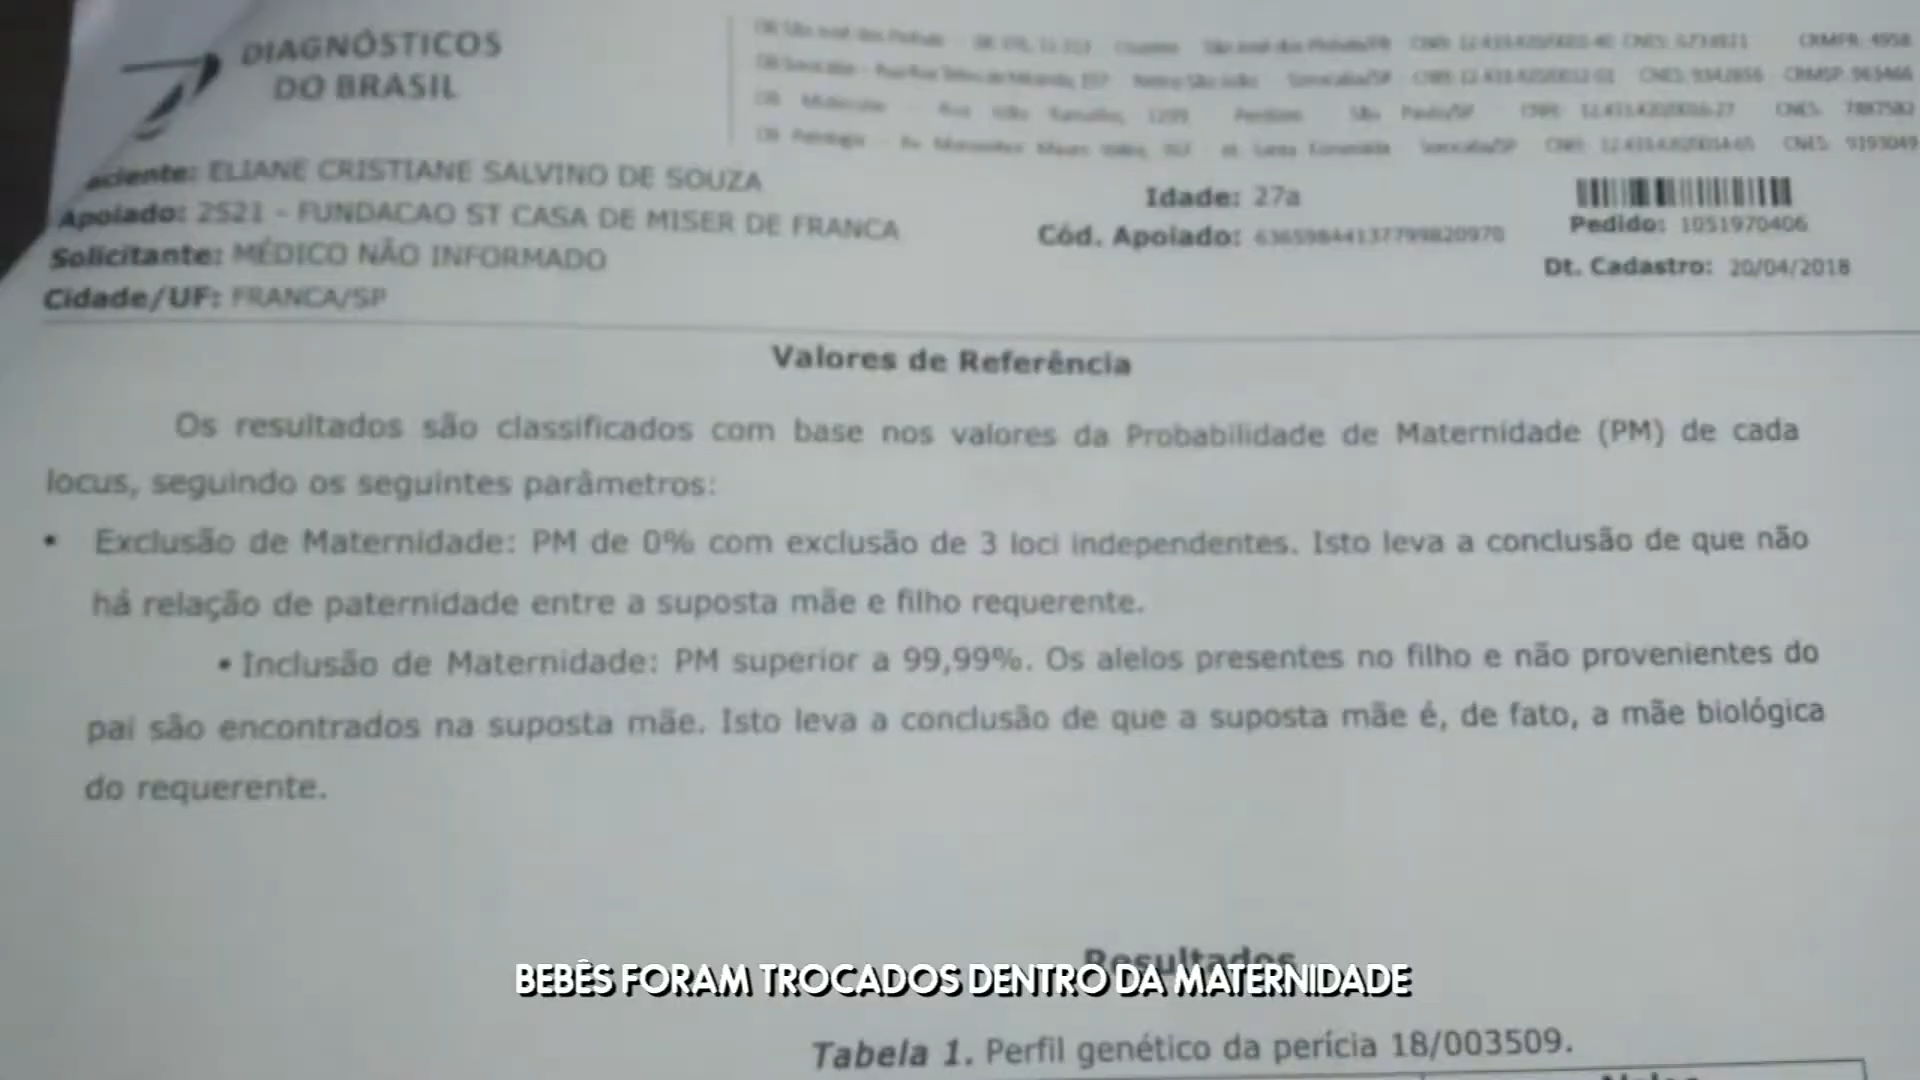 DIAGNÓSTICOS
DO BRASIL
aciente: ELIANE CRISTIANE SALVINO DE SOUZA
Apoiado: 2521 - FUNDACAO ST CASA DE MISER DE FRANCA
Solicitante: MÉDICO NÃO INFORMADO
Cidade/UF: FRANCA/SP
Idade: 27a
Cód. Apoiado: 63659844137799820970
Pedido: 1051970406
Dt. Cadastro: 20/04/2018
Valores de Referência
Os resultados são classificados com base nos valores da Probabilidade de Maternidade (PM) de cada
locus, seguindo os seguintes parâmetros:
• Exclusão de Maternidade: PM de 0% com exclusão de 3 loci independentes. Isto leva a conclusão de que não
há relação de paternidade entre a suposta mãe e filho requerente.
• Inclusão de Maternidade: PM superior a 99,99%. Os alelos presentes no filho e não provenientes do
pai são encontrados na suposta mãe. Isto leva a conclusão de que a suposta mãe é, de fato, a mãe biológica
do requerente.
Resultados
BEBÊS FORAM TROCADOS DENTRO DA MATERNIDADE
Tabela 1. Perfil genético da perícia 18/003509.